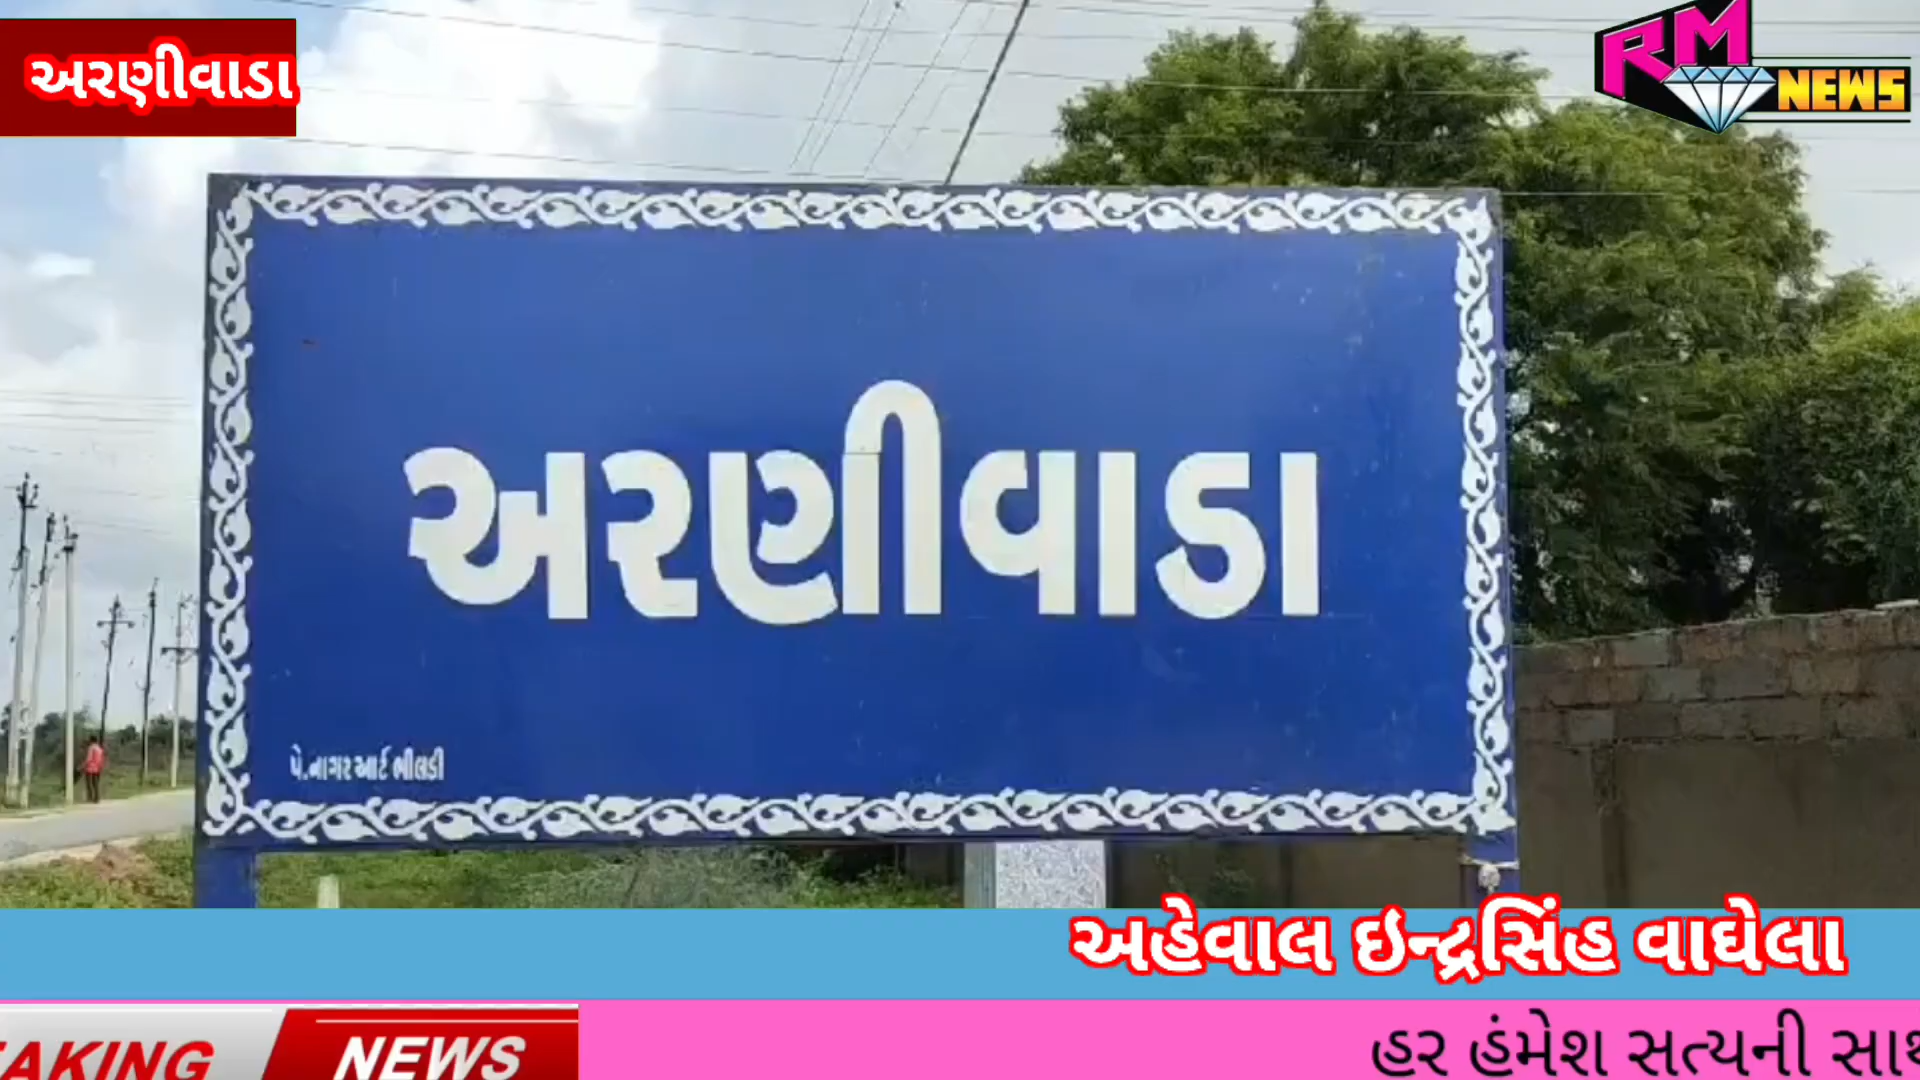 અરણીવાડા
RM NEWS
અરણીવાડા
પે.નાગર આર્ટ ભીલડી
અહેવાલ ઇન્દ્રસિંહ વાઘેલા
NEWS
હર હંમેશ સત્યની